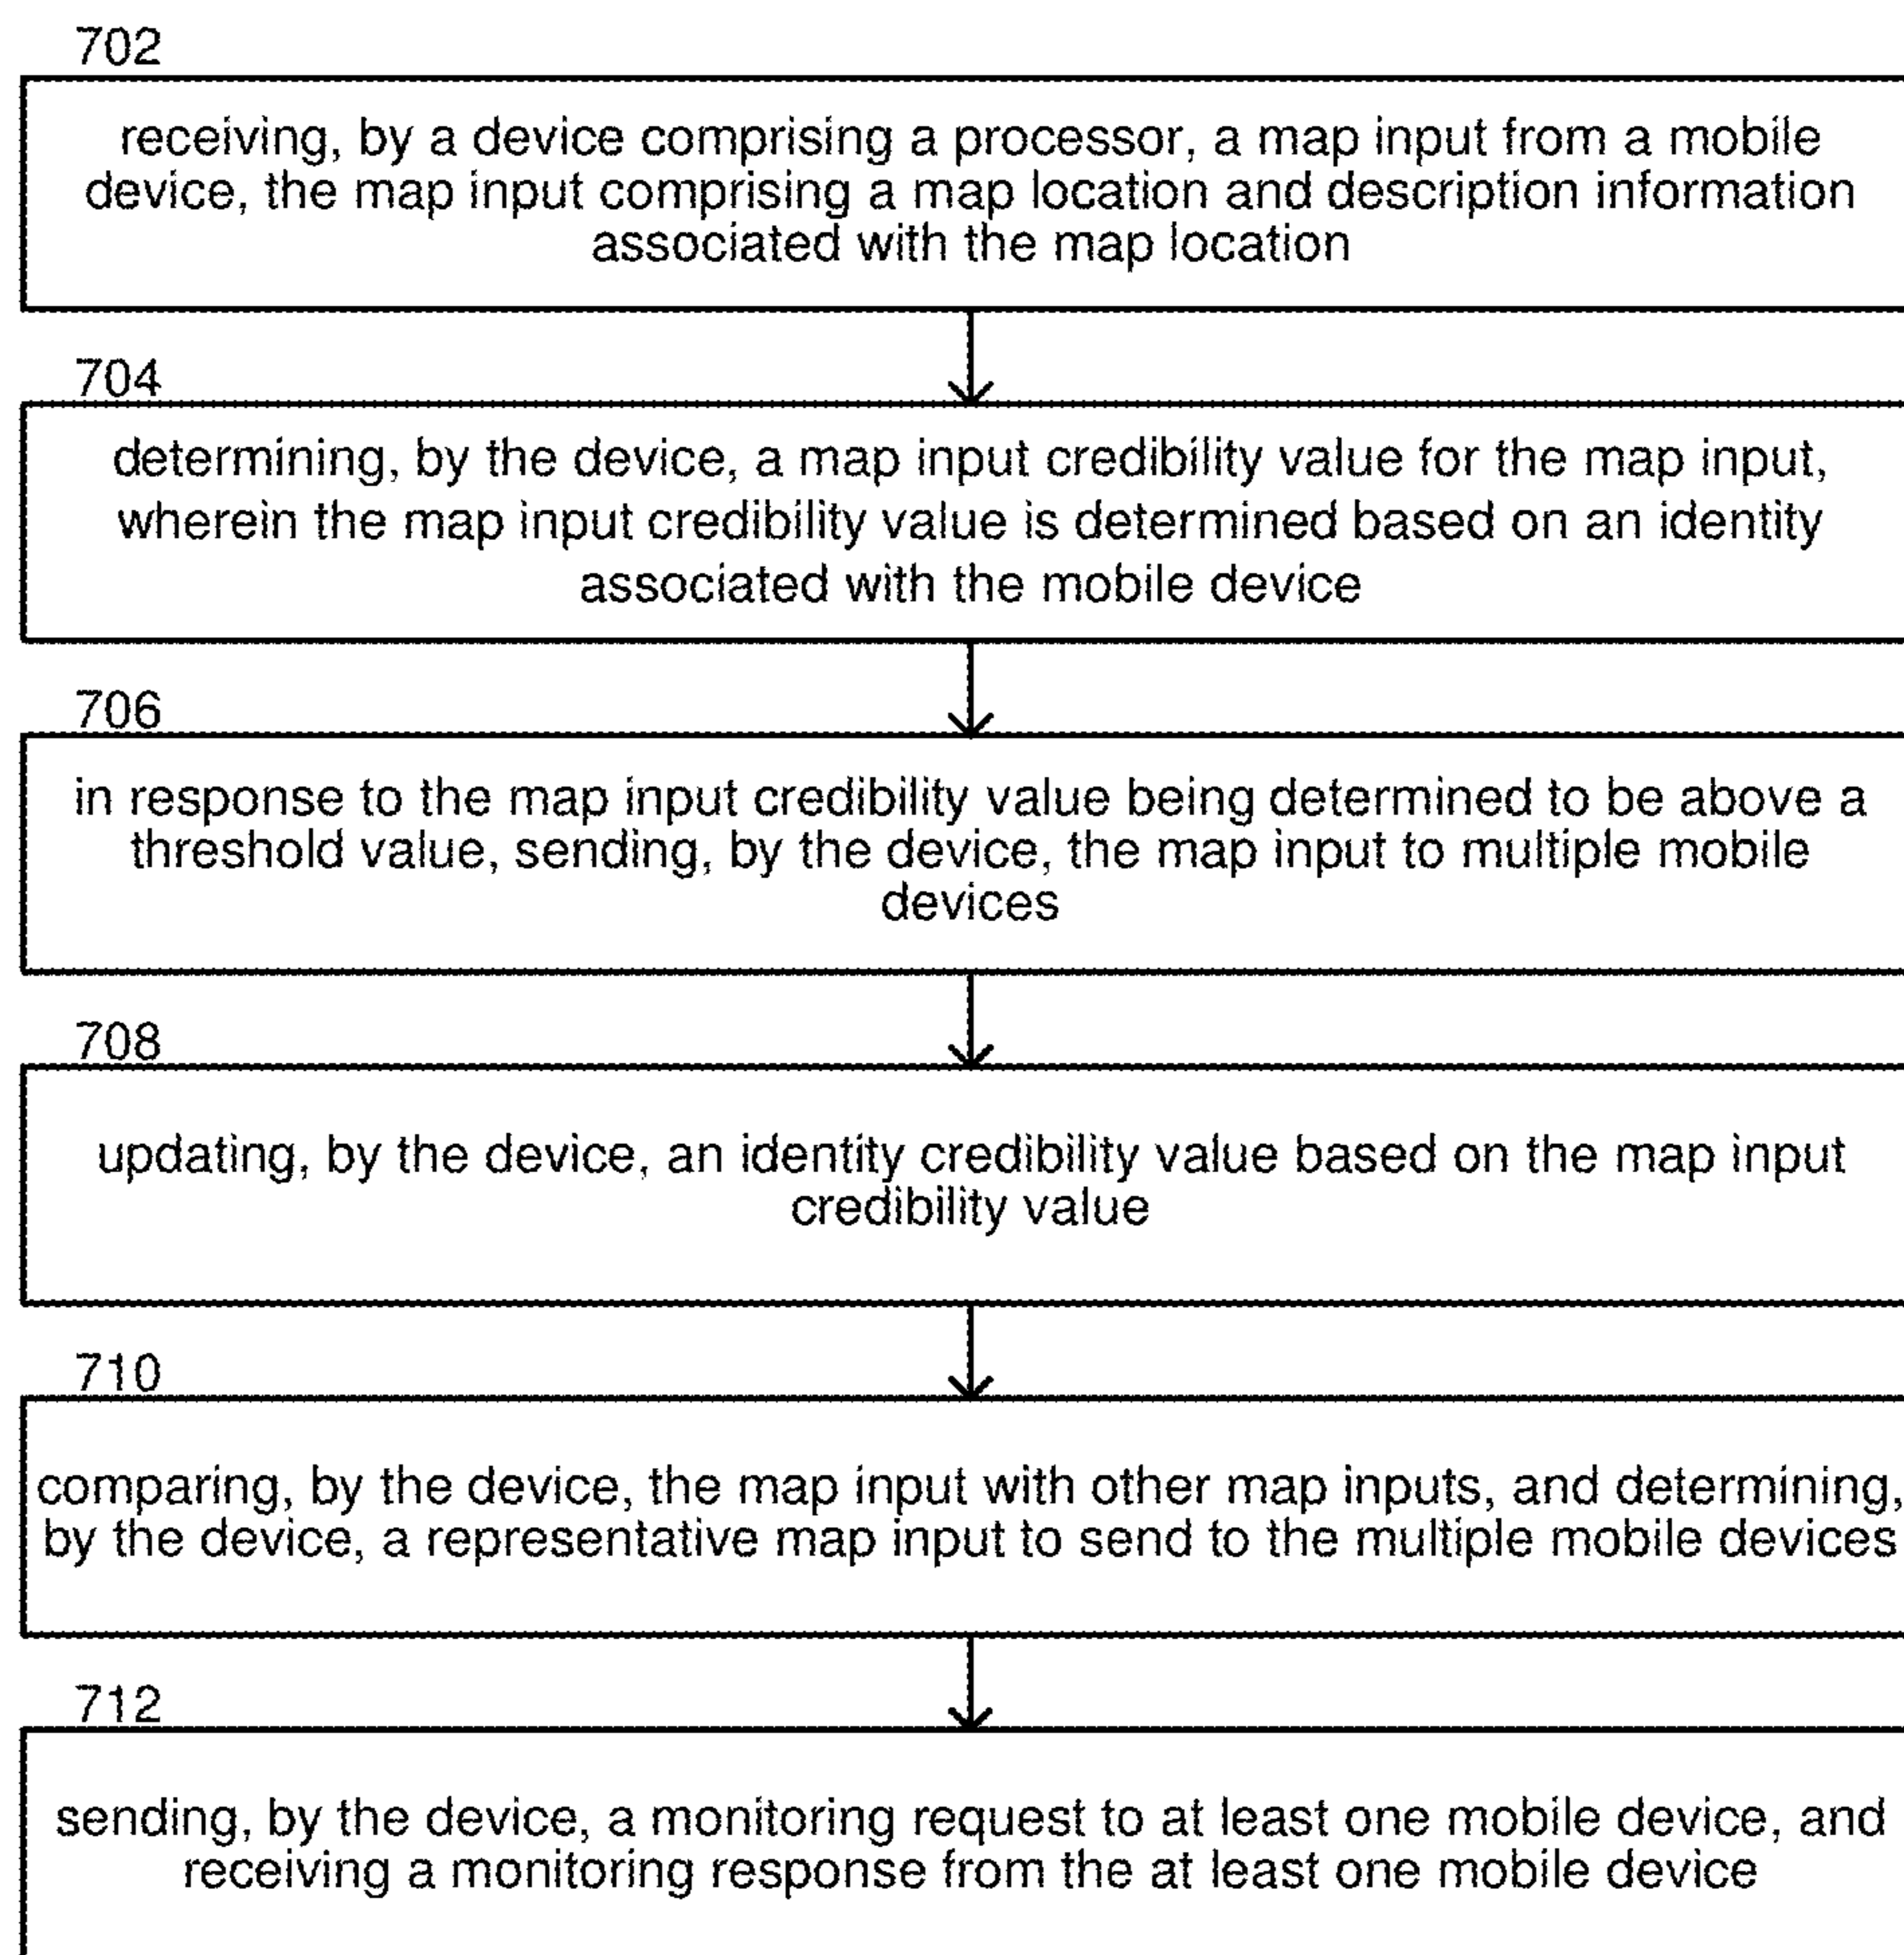 702
receiving, by a device comprising a processor, a map input from a mobile
device, the map input comprising a map location and description information
associated with the map location
704
determining, by the device, a map input credibility value for the map input,
wherein the map input credibility value is determined based on an identity
associated with the mobile device
706
in response to the map input credibility value being determined to be above a
threshold value, sending, by the device, the map input to multiple mobile
devices
708
updating, by the device, an identity credibility value based on the map input
credibility value
710
comparing, by the device, the map input with other map inputs, and determining,
by the device, a representative map input to send to the multiple mobile devices
712
sending, by the device, a monitoring request to at least one mobile device, and
receiving a monitoring response from the at least one mobile device